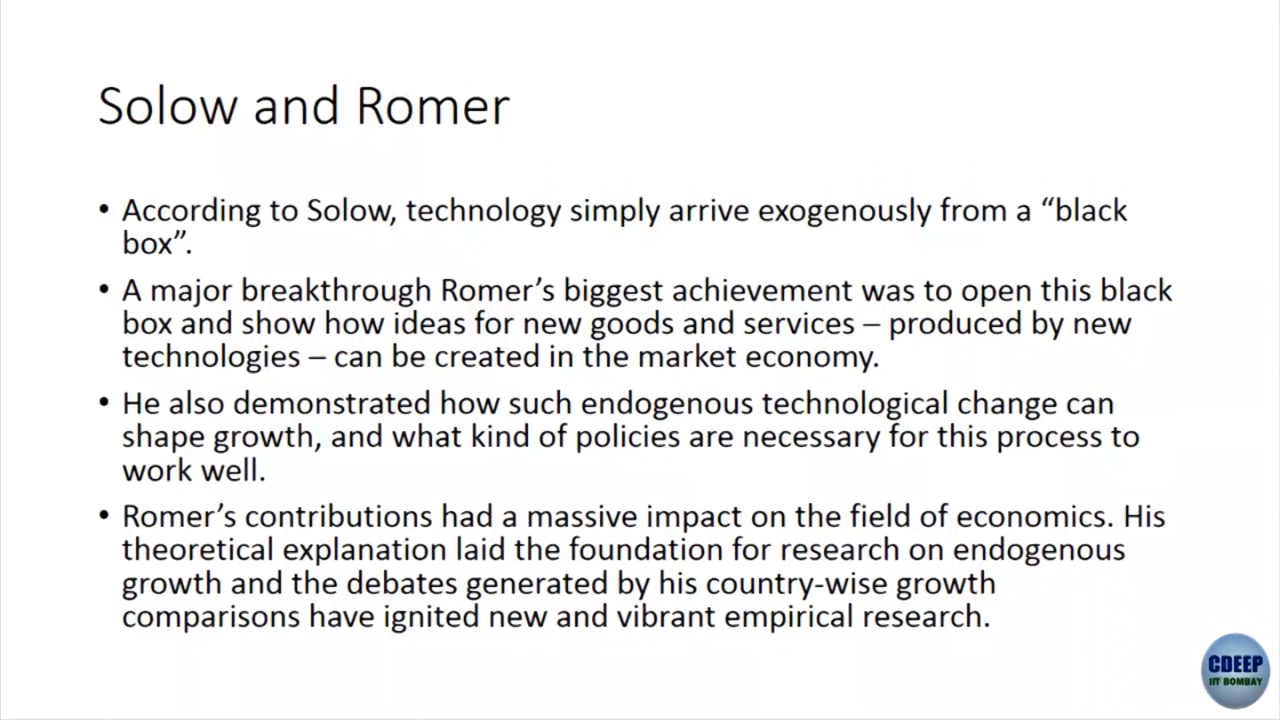 Solow and Romer
• According to Solow, technology simply arrive exogenously from a “black
box”.
• A major breakthrough Romer’s biggest achievement was to open this black
box and show how ideas for new goods and services – produced by new
technologies – can be created in the market economy.
• He also demonstrated how such endogenous technological change can
shape growth, and what kind of policies are necessary for this process to
work well.
• Romer’s contributions had a massive impact on the field of economics. His
theoretical explanation laid the foundation for research on endogenous
growth and the debates generated by his country-wise growth
comparisons have ignited new and vibrant empirical research.
CDEEP
IIT BOMBAY